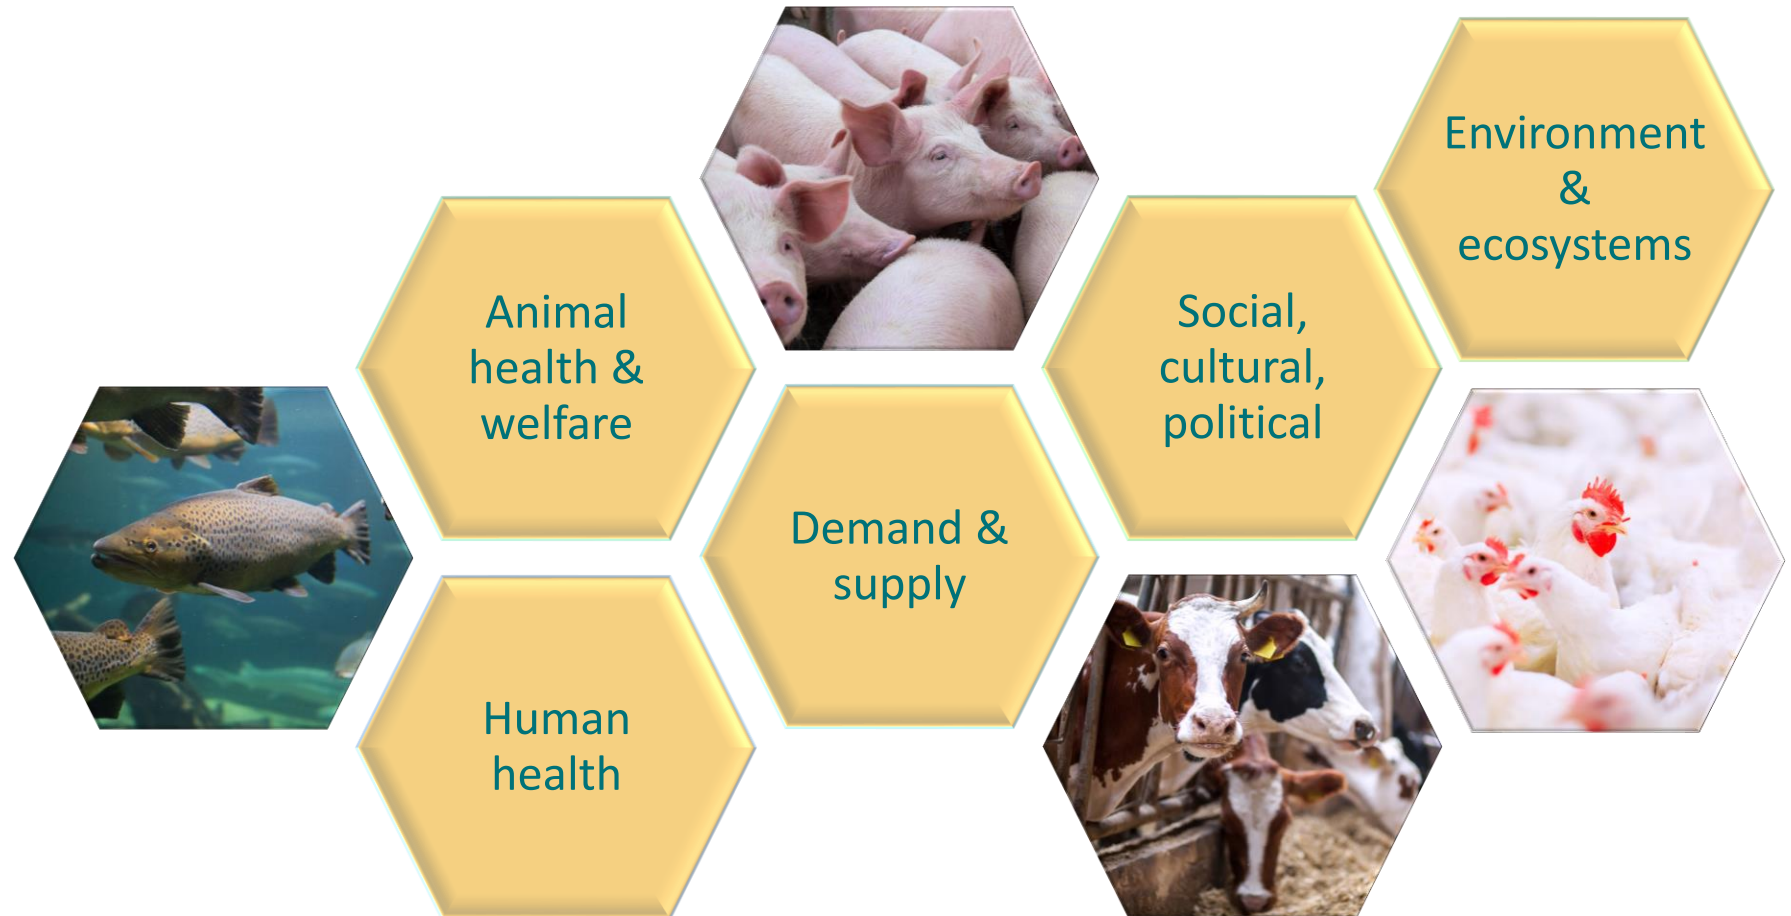 Animal
health &
welfare
Human
health
Demand &
supply
Social,
cultural,
political
Environment
&
ecosystems